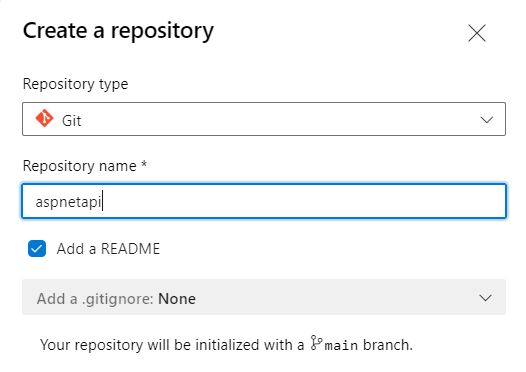 Create a repository
Repository type
Git
Repository name *
aspnetapi
Add a README
Add a .gitignore: None
Your repository will be initialized with a main branch.